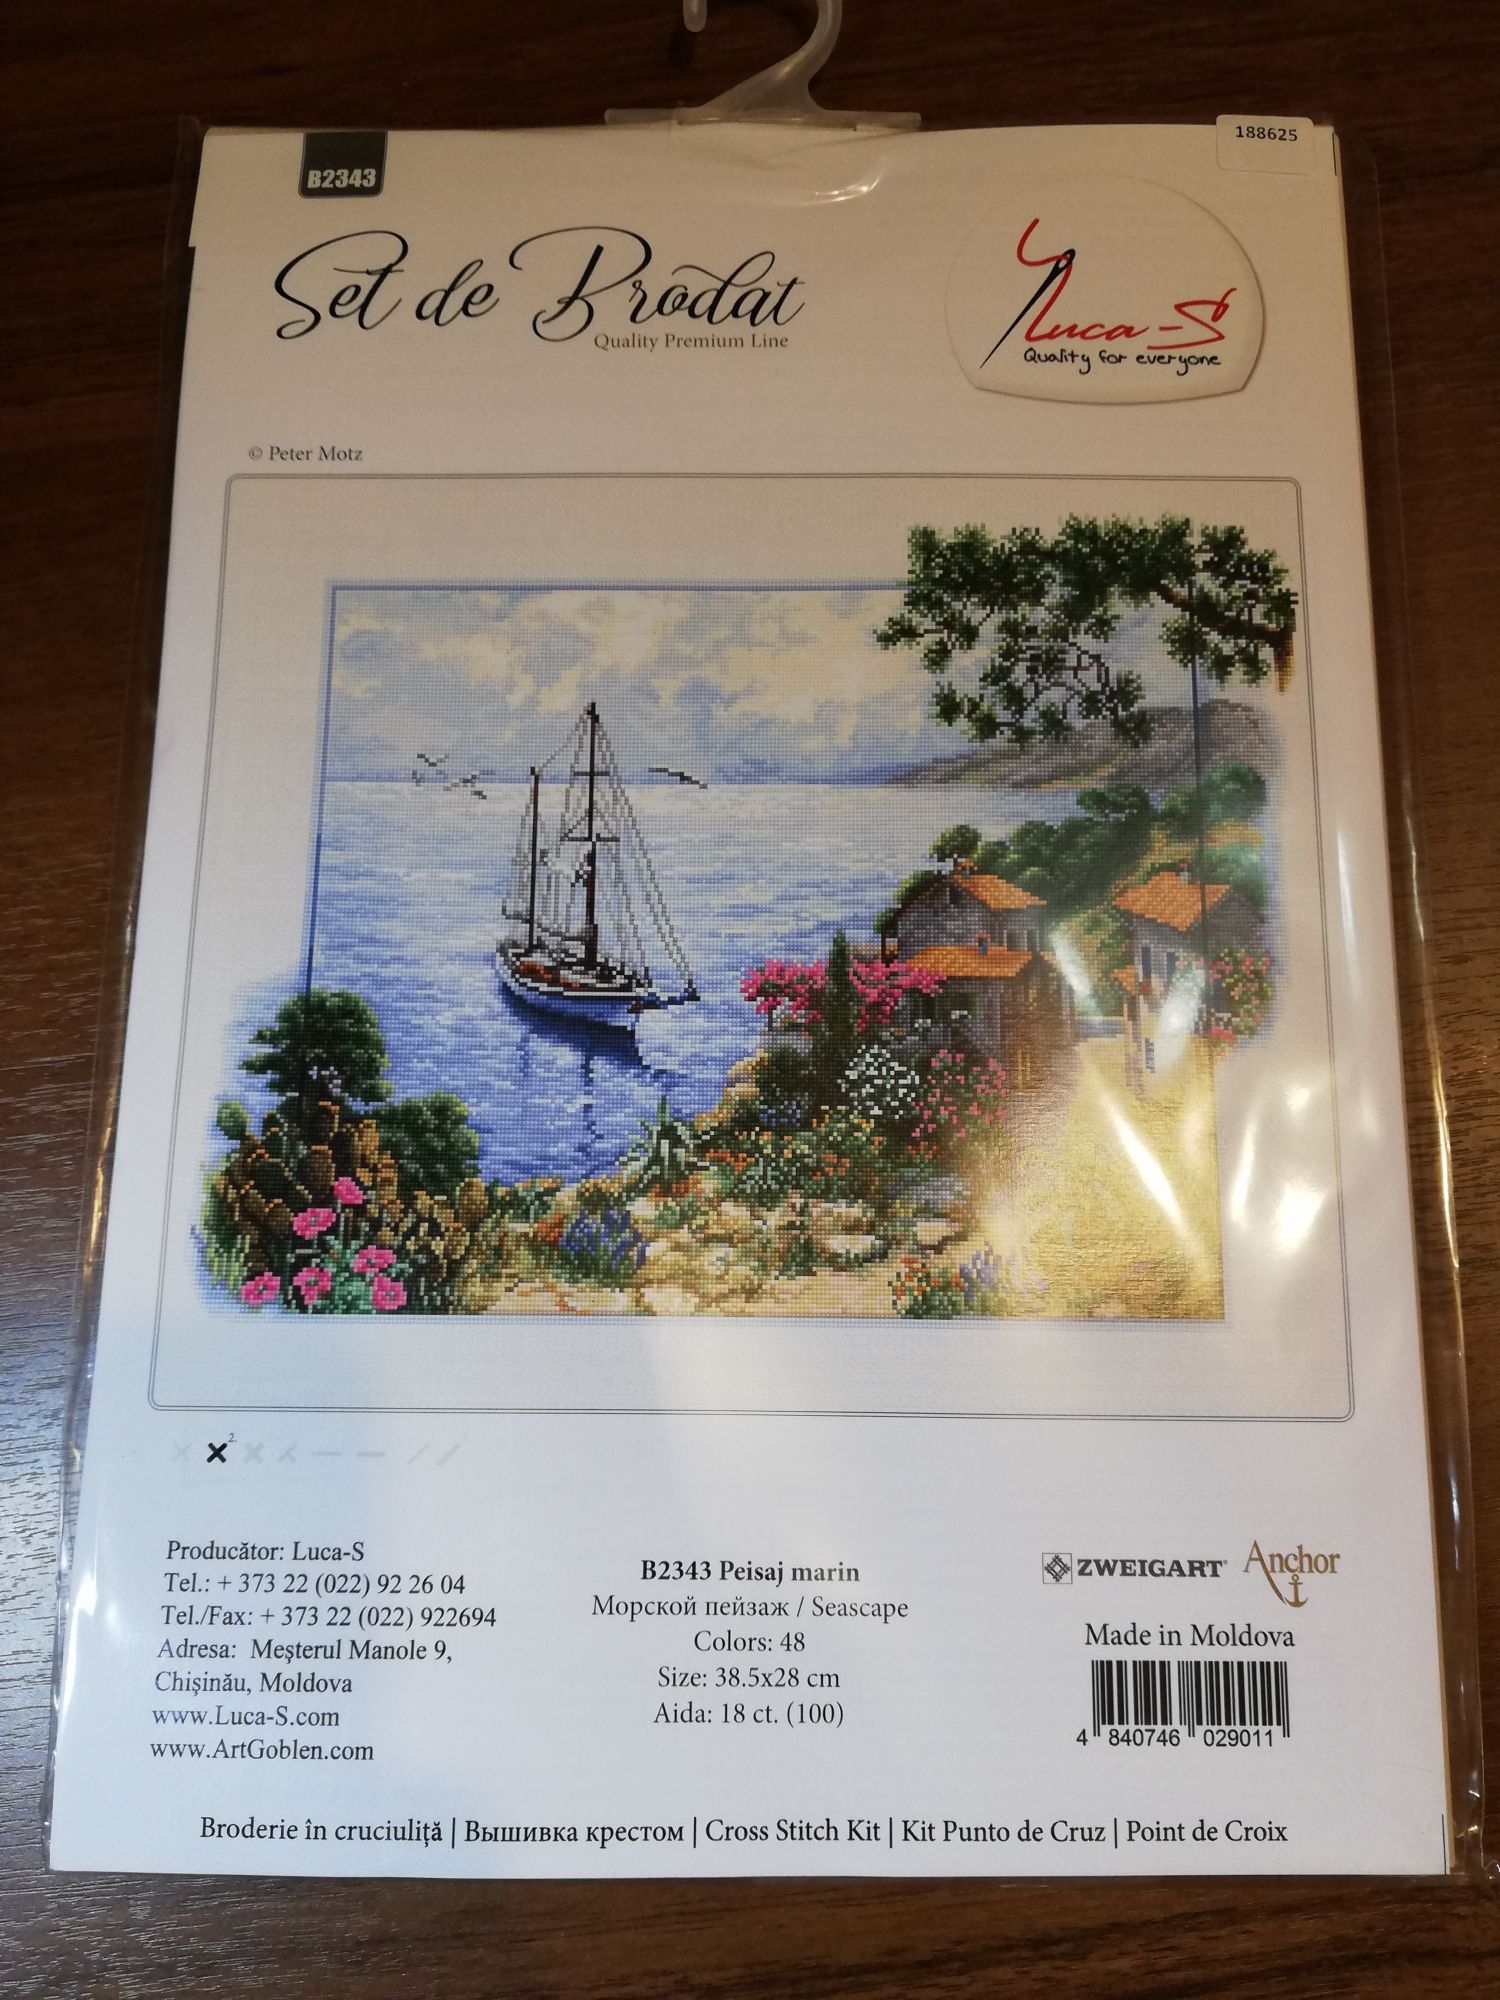 188625
B2343
Set de Brodat
Quality Premium Line
Luca-S
Quality for everyone
© Peter Motz
2
Producător: Luca-S
Tel.: + 373 22 (022) 92 26 04
Tel./Fax: + 373 22 (022) 922694
Adresa: Meșterul Manole 9,
Chișinău, Moldova
www.Luca-S.com
www.ArtGoblen.com
B2343 Peisaj marin
Морской пейзаж / Seascape
Colors: 48
Size: 38.5x28 cm
Aida: 18 ct. (100)
ZWEIGART
Anchor
Made in Moldova
4 840746 029011
Broderie în cruciuliță | Вышивка крестом | Cross Stitch Kit | Kit Punto de Cruz | Point de Croix